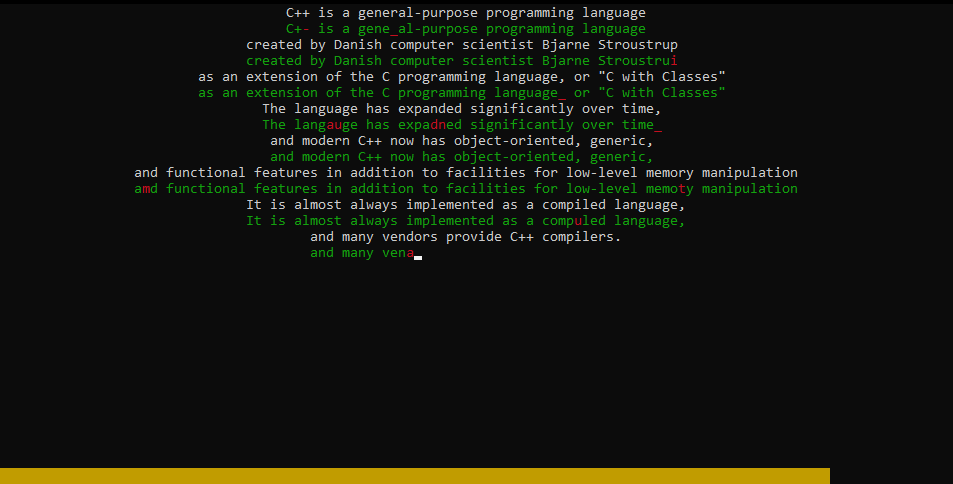 C++ is a general-purpose programming language
C+- is a gene_al-purpose programming language
created by Danish computer scientist Bjarne Stroustrup
created by Danish computer scientist Bjarne Stroustrui
as an extension of the C programming language, or "C with Classes"
as an extension of the C programming language_ or "C with Classes"
The language has expanded significantly over time,
The langauge has expadned significantly over time_
and modern C++ now has object-oriented, generic,
and modern C++ now has object-oriented, generic,
and functional features in addition to facilities for low-level memory manipulation
amd functional features in addition to facilities for low-level memoty manipulation
It is almost always implemented as a compiled language,
It is almost always implemented as a compuled language,
and many vendors provide C++ compilers.
and many vena